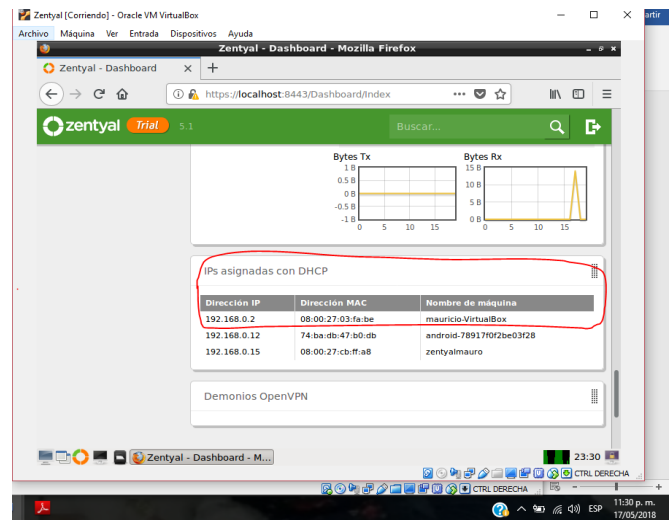 Zentyal [Corriendo] - Oracle VM VirtualBox
Archivo Máquina Ver Entrada Dispositivos Ayuda
artir
Zentyal - Dashboard - Mozilla Firefox
Zentyal - Dashboard
https://localhost:8443/Dashboard/Index
zentyal Trial 5.1 Buscar...
Bytes Tx Bytes Rx
1 B
0.5 B
0 B
-0.5 B
-1 B
0 5 10 15
15 B
10 B
5 B
0 B
0 5 10 15
IPs asignadas con DHCP
Dirección IP Dirección MAC Nombre de máquina
192.168.0.2 08:00:27:03:fa:be mauricio-VirtualBox
192.168.0.12 74:ba:db:47:b0:db android-78917f0f2be03f28
192.168.0.15 08:00:27:cb:ff:a8 zentyalmauro
Demonios OpenVPN
Zentyal - Dashboard - M... 23:30
CTRL DERECHA
CTRL DERECHA
ESP 11:30 p. m.
17/05/2018